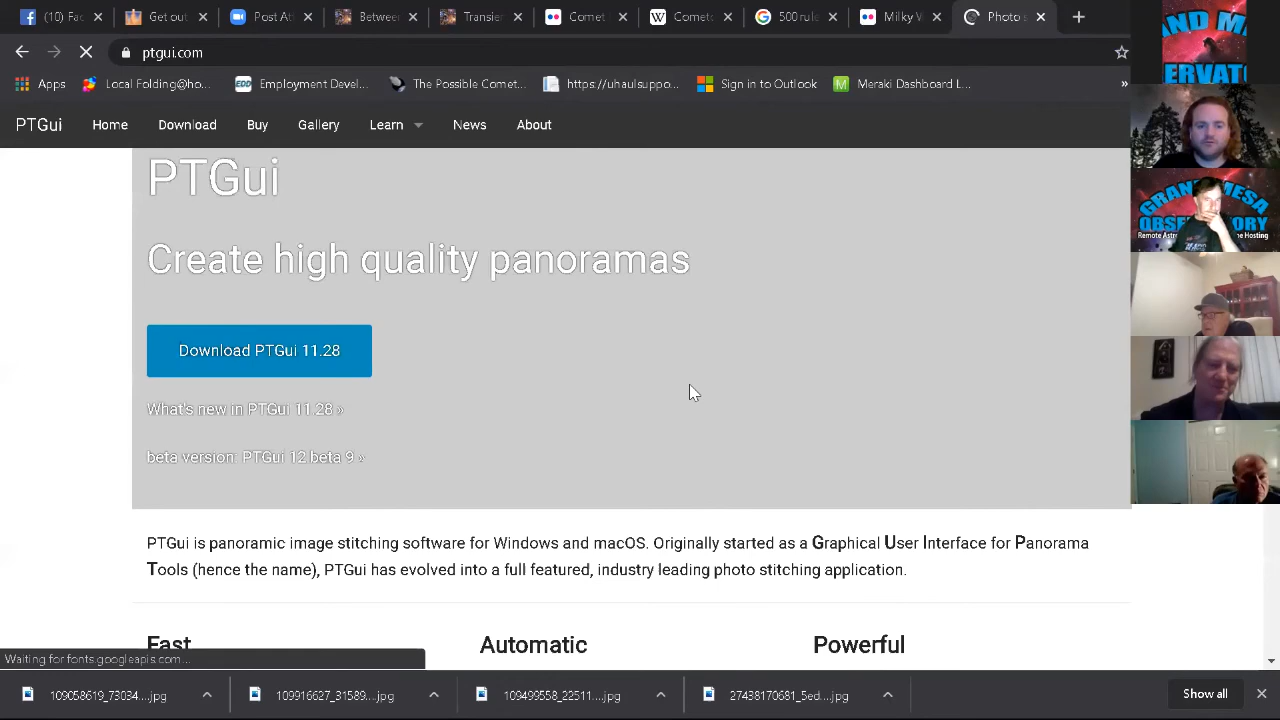 (10) Fac
Get out
Post Att
Between
Transien
Comet
Comet
500 rule
Milky W
Photo s
ptgui.com
Apps
Local Folding@ho...
Employment Devel...
The Possible Comet...
https://uhaulsuppo...
Sign in to Outlook
Meraki Dashboard L...
»
PTGui
Home
Download
Buy
Gallery
Learn
News
About
PTGui
Create high quality panoramas
Download PTGui 11.28
What's new in PTGui 11.28 »
beta version: PTGui 12 beta 9 »
PTGui is panoramic image stitching software for Windows and macOS. Originally started as a Graphical User Interface for Panorama
Tools (hence the name), PTGui has evolved into a full featured, industry leading photo stitching application.
Fast
Automatic
Powerful
Waiting for fonts.googleapis.com...
109058619_73034....jpg
109916627_31589....jpg
109499558_22511....jpg
27438170681_5ed....jpg
Show all
GRAND MESA